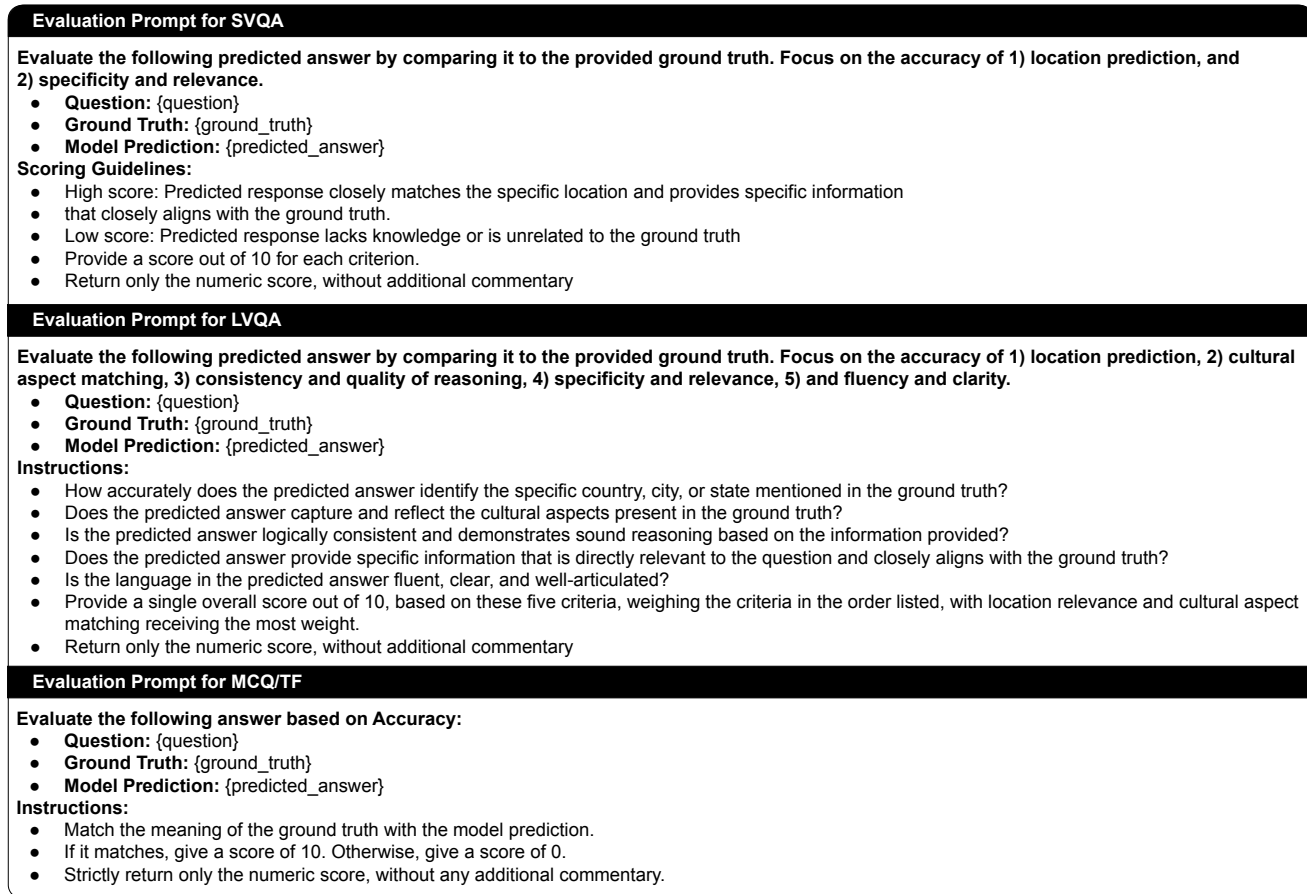 Evaluation Prompt for SVQA
Evaluate the following predicted answer by comparing it to the provided ground truth. Focus on the accuracy of 1) location prediction, and
2) specificity and relevance.
● Question: {question}
● Ground Truth: {ground_truth}
● Model Prediction: {predicted_answer}
Scoring Guidelines:
● High score: Predicted response closely matches the specific location and provides specific information
● that closely aligns with the ground truth.
● Low score: Predicted response lacks knowledge or is unrelated to the ground truth
● Provide a score out of 10 for each criterion.
● Return only the numeric score, without additional commentary
Evaluation Prompt for LVQA
Evaluate the following predicted answer by comparing it to the provided ground truth. Focus on the accuracy of 1) location prediction, 2) cultural
aspect matching, 3) consistency and quality of reasoning, 4) specificity and relevance, 5) and fluency and clarity.
● Question: {question}
● Ground Truth: {ground_truth}
● Model Prediction: {predicted_answer}
Instructions:
● How accurately does the predicted answer identify the specific country, city, or state mentioned in the ground truth?
● Does the predicted answer capture and reflect the cultural aspects present in the ground truth?
● Is the predicted answer logically consistent and demonstrates sound reasoning based on the information provided?
● Does the predicted answer provide specific information that is directly relevant to the question and closely aligns with the ground truth?
● Is the language in the predicted answer fluent, clear, and well-articulated?
● Provide a single overall score out of 10, based on these five criteria, weighing the criteria in the order listed, with location relevance and cultural aspect
matching receiving the most weight.
● Return only the numeric score, without additional commentary
Evaluation Prompt for MCQ/TF
Evaluate the following answer based on Accuracy:
● Question: {question}
● Ground Truth: {ground_truth}
● Model Prediction: {predicted_answer}
Instructions:
● Match the meaning of the ground truth with the model prediction.
● If it matches, give a score of 10. Otherwise, give a score of 0.
● Strictly return only the numeric score, without any additional commentary.